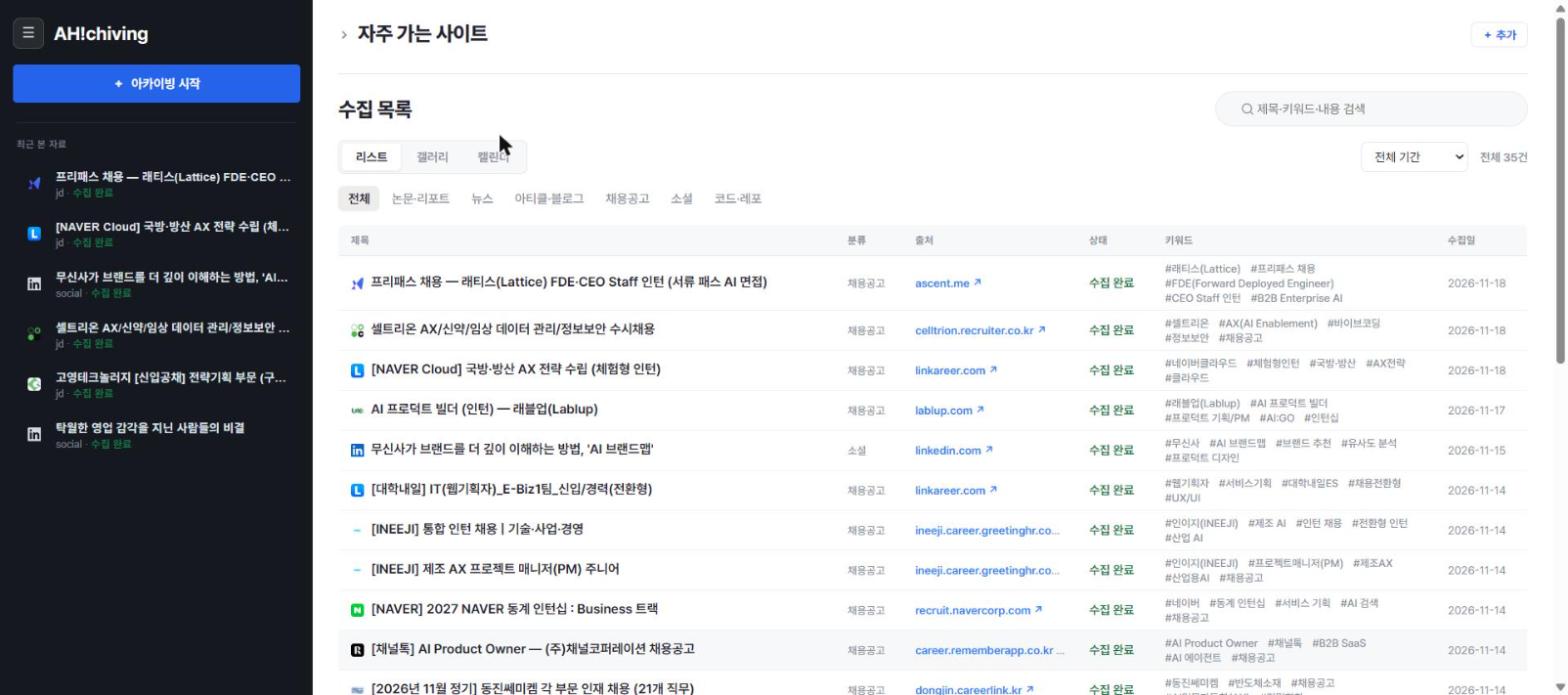 ☰ AH!chiving
+ 아카이빙 시작
최근 본 자료
프리패스 채용 — 래티스(Lattice) FDE·CEO ...
jd · 수집 완료
[NAVER Cloud] 국방·방산 AX 전략 수립 (체...
jd · 수집 완료
무신사가 브랜드를 더 깊이 이해하는 방법, 'AI...
social · 수집 완료
셀트리온 AX/신약/임상 데이터 관리/정보보안 ...
jd · 수집 완료
고영테크놀러지 [신입공채] 전략기획 부문 (구...
jd · 수집 완료
탁월한 영업 감각을 지닌 사람들의 비결
social · 수집 완료
› 자주 가는 사이트
+ 추가
수집 목록
제목·키워드·내용 검색
리스트 갤러리 캘린더
전체 기간 전체 35건
전체 논문·리포트 뉴스 아티클·블로그 채용공고 소셜 코드·레포
제목 분류 출처 상태 키워드 수집일
프리패스 채용 — 래티스(Lattice) FDE·CEO Staff 인턴 (서류 패스 AI 면접) 채용공고 ascent.me ↗ 수집 완료 #래티스(Lattice) #프리패스 채용
#FDE(Forward Deployed Engineer)
#CEO Staff 인턴 #B2B Enterprise AI
2026-11-18
셀트리온 AX/신약/임상 데이터 관리/정보보안 수시채용 채용공고 celltrion.recruiter.co.kr ↗ 수집 완료 #셀트리온 #AX(AI Enablement) #바이브코딩
#정보보안 #채용공고
2026-11-18
[NAVER Cloud] 국방·방산 AX 전략 수립 (체험형 인턴) 채용공고 linkareer.com ↗ 수집 완료 #네이버클라우드 #체험형인턴 #국방·방산 #AX전략
#클라우드
2026-11-18
AI 프로덕트 빌더 (인턴) — 래블업(Lablup) 채용공고 lablup.com ↗ 수집 완료 #래블업(Lablup) #AI 프로덕트 빌더
#프로덕트 기획/PM #AI:GO #인턴십
2026-11-17
무신사가 브랜드를 더 깊이 이해하는 방법, 'AI 브랜드맵' 소셜 linkedin.com ↗ 수집 완료 #무신사 #AI 브랜드맵 #브랜드 추천 #유사도 분석
#프로덕트 디자인
2026-11-15
[대학내일] IT(웹기획자)_E-Biz1팀_신입/경력(전환형) 채용공고 linkareer.com ↗ 수집 완료 #웹기획자 #서비스기획 #대학내일ES #채용전환형
#UX/UI
2026-11-14
[INEEJI] 통합 인턴 채용 | 기술·사업·경영 채용공고 ineeji.career.greetinghr.co... 수집 완료 #인이지(INEEJI) #제조 AI #인턴 채용 #전환형 인턴
#산업 AI
2026-11-14
[INEEJI] 제조 AX 프로젝트 매니저(PM) 주니어 채용공고 ineeji.career.greetinghr.co... 수집 완료 #인이지(INEEJI) #프로젝트매니저(PM) #제조AX
#산업용AI #채용공고
2026-11-14
[NAVER] 2027 NAVER 동계 인턴십 : Business 트랙 채용공고 recruit.navercorp.com ↗ 수집 완료 #네이버 #동계 인턴십 #서비스 기획 #AI 검색
#채용공고
2026-11-14
[채널톡] AI Product Owner — (주)채널코퍼레이션 채용공고 채용공고 career.rememberapp.co.kr ... 수집 완료 #AI Product Owner #채널톡 #B2B SaaS
#AI 에이전트 #채용공고
2026-11-14
[2026년 11월 정기] 동진쎄미켐 각 부문 인재 채용 (21개 직무) 채용공고 dongjin.careerlink.kr ↗ 수집 완료 #동진쎄미켐 #반도체소재 #채용공고
2026-11-14